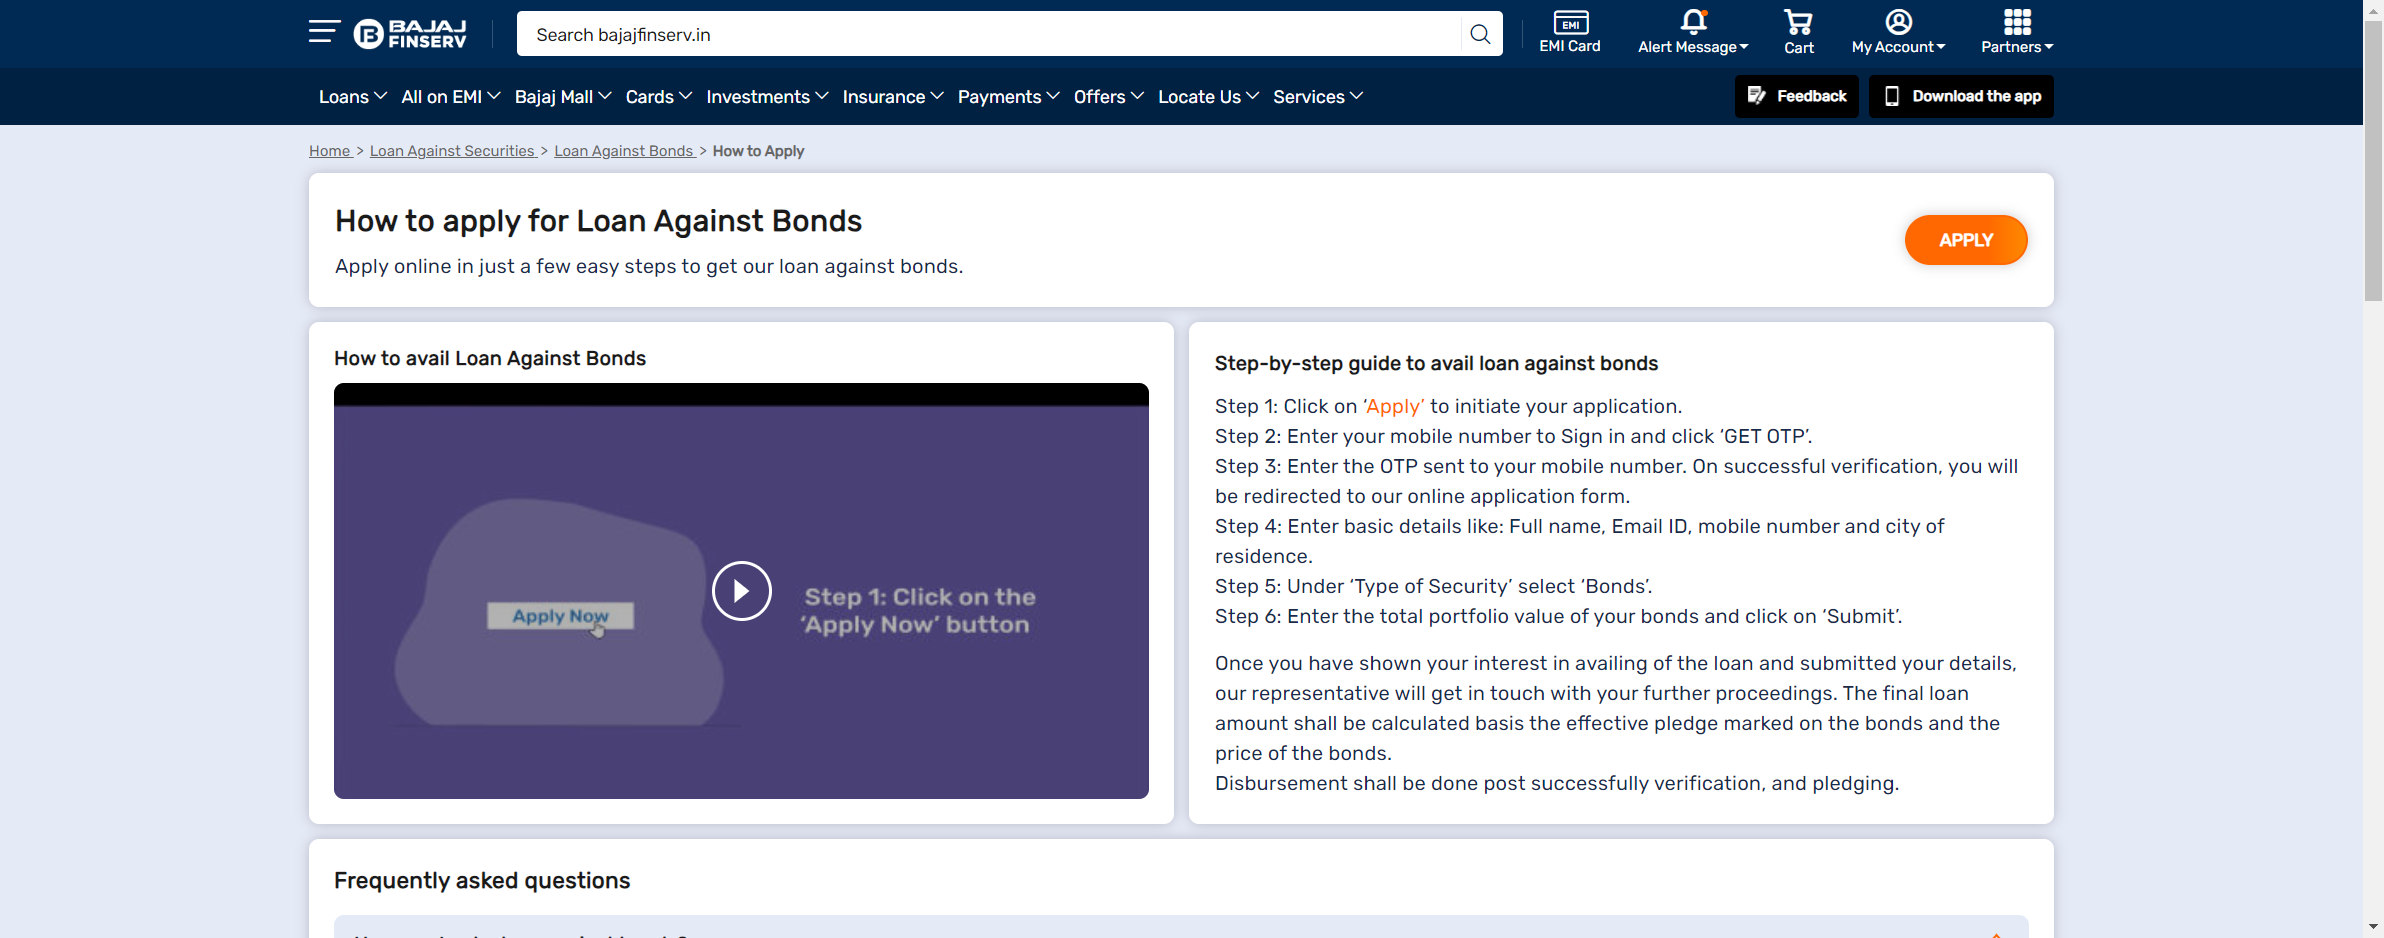 BAJAJ
FINSERV
Search bajajfinserv.in
EMI
EMI Card
Alert Message
Cart
My Account
Partners
Loans
All on EMI
Bajaj Mall
Cards
Investments
Insurance
Payments
Offers
Locate Us
Services
Feedback
Download the app
Home > Loan Against Securities > Loan Against Bonds > How to Apply
How to apply for Loan Against Bonds
Apply online in just a few easy steps to get our loan against bonds.
APPLY
How to avail Loan Against Bonds
Apply Now
Step 1: Click on the
‘Apply Now’ button
Step-by-step guide to avail loan against bonds
Step 1: Click on ‘Apply’ to initiate your application.
Step 2: Enter your mobile number to Sign in and click ‘GET OTP’.
Step 3: Enter the OTP sent to your mobile number. On successful verification, you will
be redirected to our online application form.
Step 4: Enter basic details like: Full name, Email ID, mobile number and city of
residence.
Step 5: Under ‘Type of Security’ select ‘Bonds’.
Step 6: Enter the total portfolio value of your bonds and click on ‘Submit’.
Once you have shown your interest in availing of the loan and submitted your details,
our representative will get in touch with your further proceedings. The final loan
amount shall be calculated basis the effective pledge marked on the bonds and the
price of the bonds.
Disbursement shall be done post successfully verification, and pledging.
Frequently asked questions